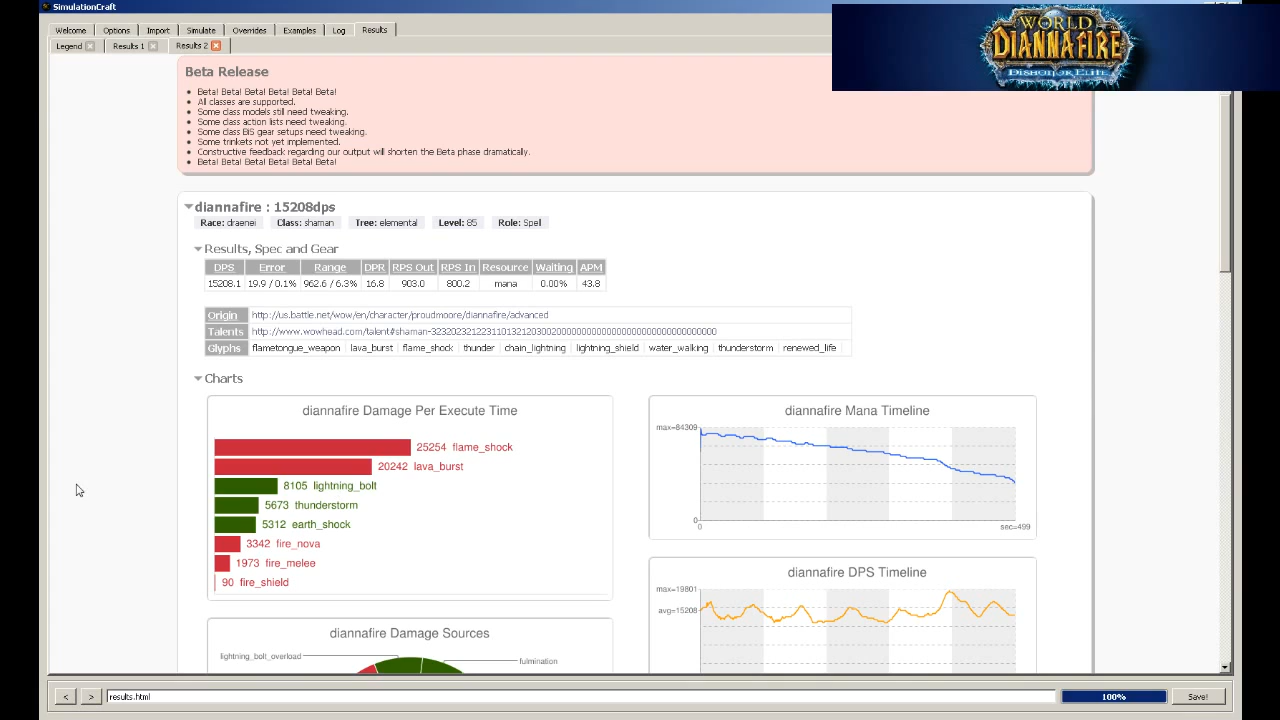 SimulationCraft
Welcome Options Import Simulate Overrides Examples Log Results
Legend Results 1 Results 2
WORLD
DIANNAFIRE
DISHONOR ELITE
Beta Release
Beta! Beta! Beta! Beta! Beta! Beta!
All classes are supported.
Some class models still need tweaking.
Some class action lists need tweaking.
Some class BiS gear setups need tweaking.
Some trinkets not yet implemented.
Constructive feedback regarding our output will shorten the Beta phase dramatically.
Beta! Beta! Beta! Beta! Beta! Beta!
diannafire : 15208dps
Race: draenei Class: shaman Tree: elemental Level: 85 Role: Spell
Results, Spec and Gear
DPS Error Range DPR RPS Out RPS In Resource Waiting APM
15208.1 19.9 / 0.1% 962.6 / 6.3% 16.8 903.0 800.2 mana 0.00% 43.8
Origin http://us.battle.net/wow/en/character/proudmoore/diannafire/advanced
Talents
Glyphs flametongue_weapon lava_burst flame_shock thunder chain_lightning lightning_shield water_walking thunderstorm renewed_life
Charts
diannafire Damage Per Execute Time
25254 flame_shock
20242 lava_burst
8105 lightning_bolt
5673 thunderstorm
5312 earth_shock
3342 fire_nova
1973 fire_melee
90 fire_shield
diannafire Mana Timeline
max=84309
0
0 sec=499
diannafire DPS Timeline
max=19801
avg=15208
diannafire Damage Sources
lightning_bolt_overload
fulmination
< > results.html 100% Save!